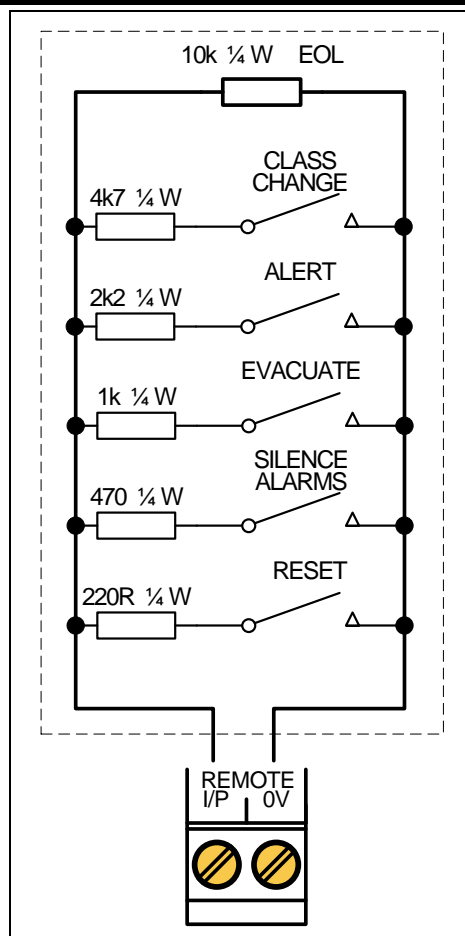 10k ¼ W EOL
CLASS
CHANGE
4k7 ¼ W
ALERT
2k2 ¼ W
EVACUATE
1k ¼ W
SILENCE
ALARMS
470 ¼ W
RESET
220R ¼ W
REMOTE
I/P 0V